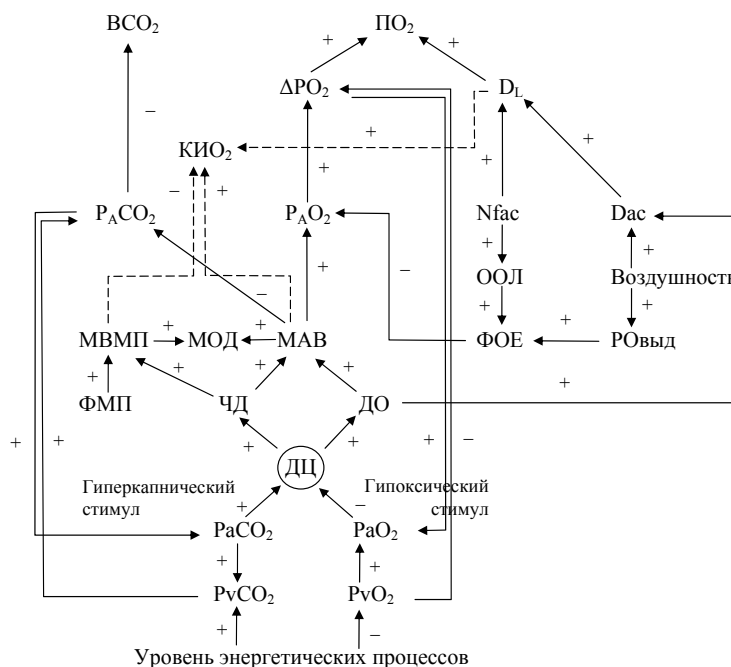 ВСО₂
ПО₂
+
+
ΔРО₂
−
D_L
−
+
КИО₂
+
+
+
−
+
P_ACO₂
P_AO₂
Nfac
Dac
+
−
+
+
ООЛ
Воздушность
−
+
+
МВМП
+
МОД
+
МАВ
ФОЕ
+
РОвыд
+
+
+
+
ФМП
ЧД
ДО
+
+
+
+
−
+
+
ДЦ
Гиперкапнический
стимул
Гипоксический
стимул
+
−
PaCO₂
PaO₂
+
+
PvCO₂
PvO₂
+
−
Уровень энергетических процессов